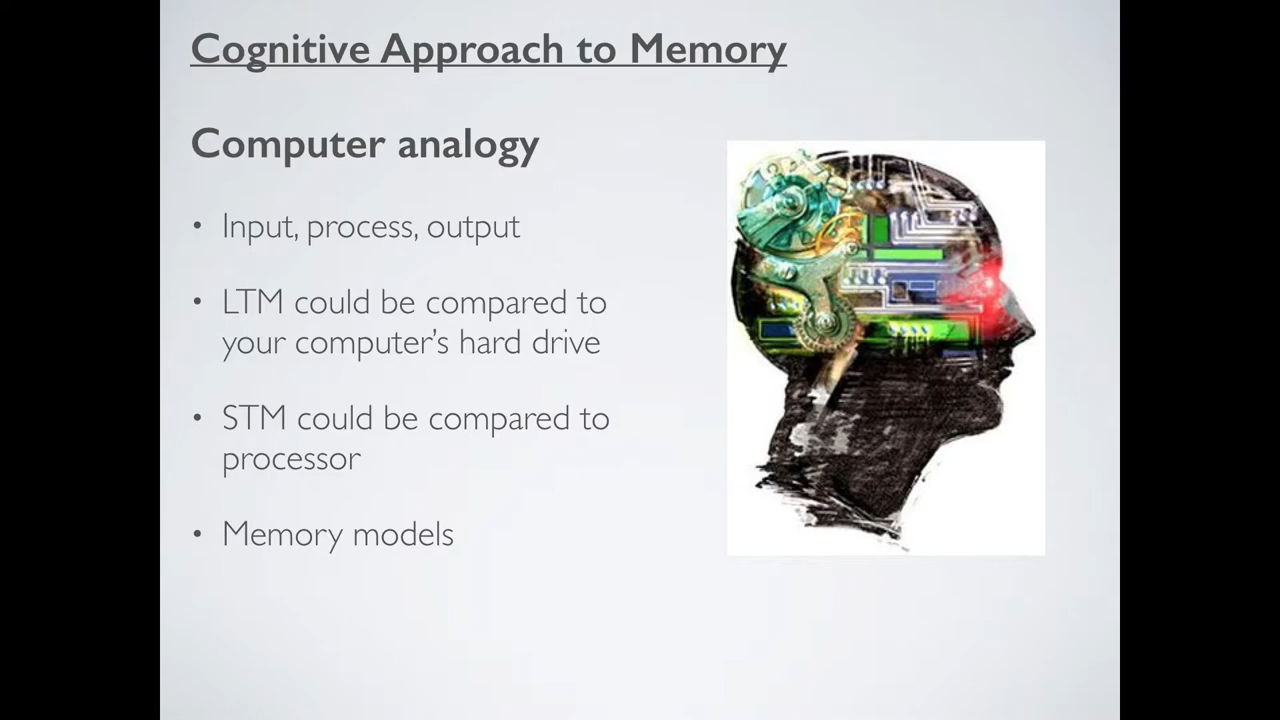 Cognitive Approach to Memory
Computer analogy
• Input, process, output
• LTM could be compared to
your computer’s hard drive
• STM could be compared to
processor
• Memory models